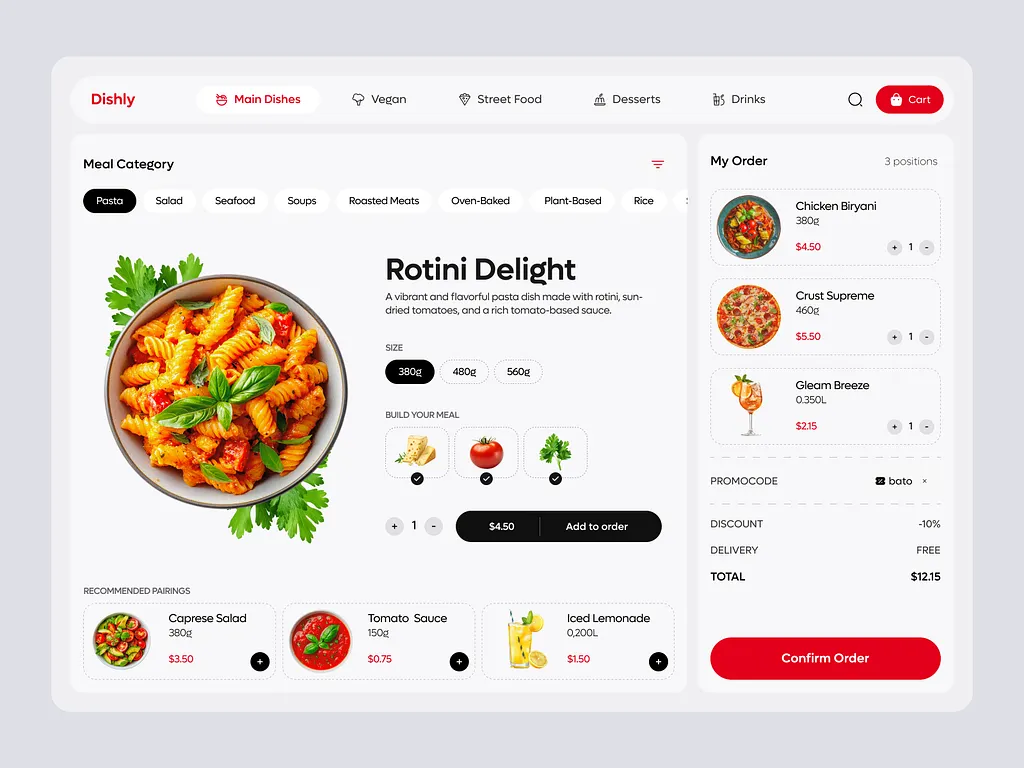 Dishly
Main Dishes
Vegan
Street Food
Desserts
Drinks
Cart
Meal Category
Pasta
Salad
Seafood
Soups
Roasted Meats
Oven-Baked
Plant-Based
Rice
Rotini Delight
A vibrant and flavorful pasta dish made with rotini, sun-
dried tomatoes, and a rich tomato-based sauce.
SIZE
380g
480g
560g
BUILD YOUR MEAL
+ 1 -
$4.50
Add to order
RECOMMENDED PAIRINGS
Caprese Salad
380g
$3.50
+
Tomato Sauce
150g
$0.75
+
Iced Lemonade
0,200L
$1.50
+
My Order
3 positions
Chicken Biryani
380g
$4.50
+ 1 -
Crust Supreme
460g
$5.50
+ 1 -
Gleam Breeze
0.350L
$2.15
+ 1 -
PROMOCODE
bato ×
DISCOUNT
-10%
DELIVERY
FREE
TOTAL
$12.15
Confirm Order